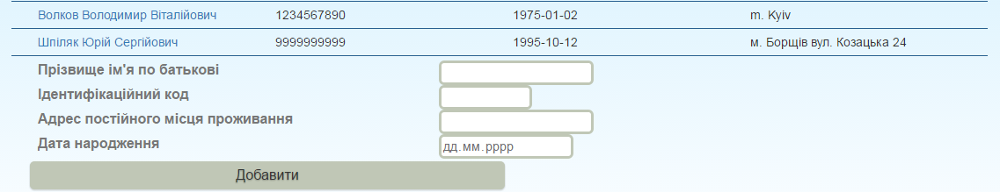 Волков Володимир Віталійович 1234567890 1975-01-02 m. Kyiv
Шпіляк Юрій Сергійович 9999999999 1995-10-12 м. Борщів вул. Козацька 24
Прізвище ім'я по батькові
Ідентифікаційний код
Адрес постійного місця проживання
Дата народження дд.мм.рррр
Добавити